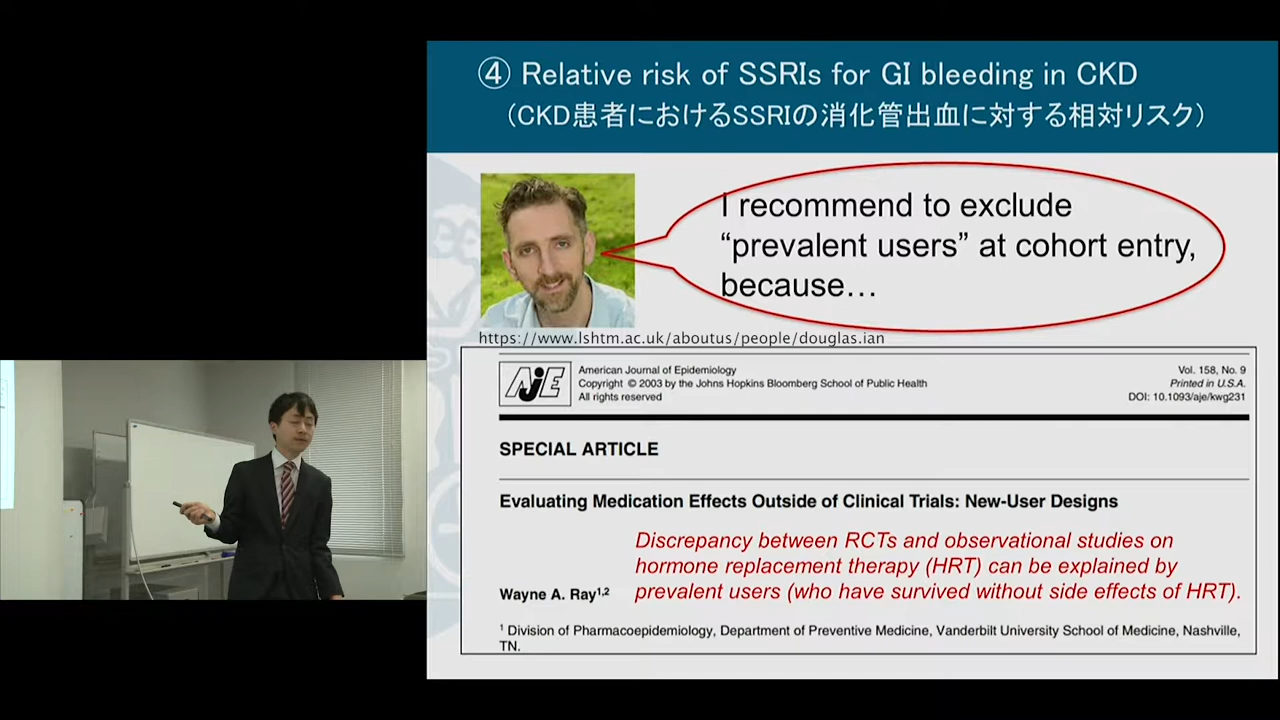 ④ Relative risk of SSRIs for GI bleeding in CKD
（CKD患者におけるSSRIの消化管出血に対する相対リスク）
I recommend to exclude
“prevalent users” at cohort entry,
because…
https://www.lshtm.ac.uk/aboutus/people/douglas.ian
AJE
American Journal of Epidemiology
Copyright © 2003 by the Johns Hopkins Bloomberg School of Public Health
All rights reserved
Vol. 158, No. 9
Printed in U.S.A.
DOI: 10.1093/aje/kwg231
SPECIAL ARTICLE
Evaluating Medication Effects Outside of Clinical Trials: New-User Designs
Discrepancy between RCTs and observational studies on
hormone replacement therapy (HRT) can be explained by
prevalent users (who have survived without side effects of HRT).
Wayne A. Ray1,2
1 Division of Pharmacoepidemiology, Department of Preventive Medicine, Vanderbilt University School of Medicine, Nashville,
TN.